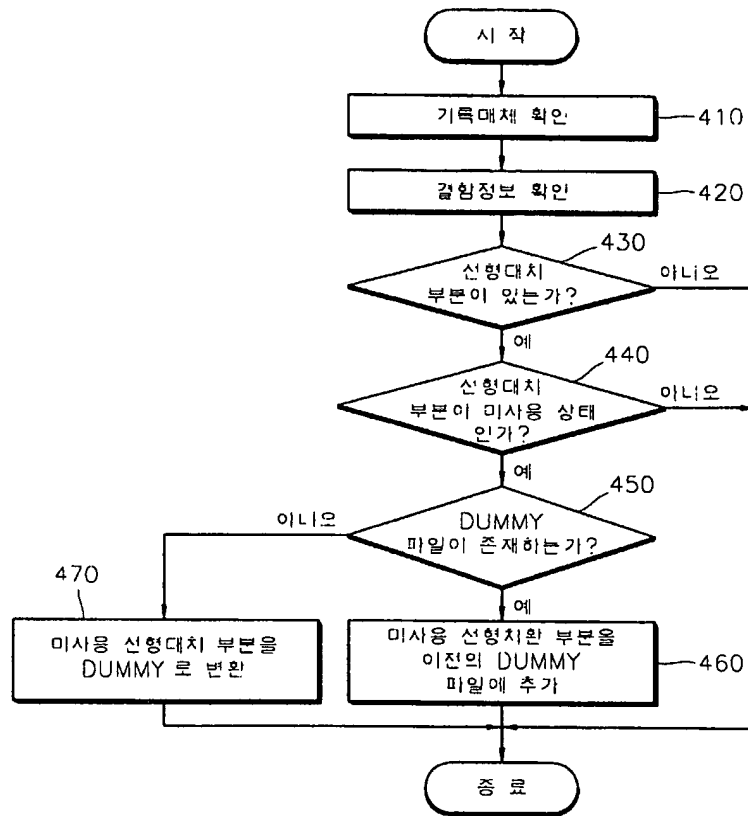 시 작
기록매체 확인
410
결함정보 확인
420
430
선형대치
부분이 있는가?
아니오
예
440
선형대치
부분이 미사용 상태
인가?
아니오
예
450
DUMMY
파일이 존재하는가?
아니오
예
470
미사용 선형대치 부분을
DUMMY 로 변환
미사용 선형치환 부분을
이전의 DUMMY
파일에 추가
460
종 료